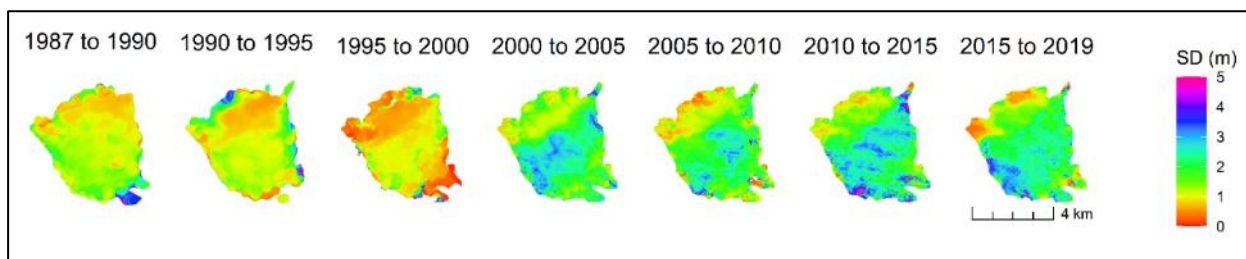 1987 to 1990
1990 to 1995
1995 to 2000
2000 to 2005
2005 to 2010
2010 to 2015
2015 to 2019
SD (m)
5
4
3
2
1
0
4 km